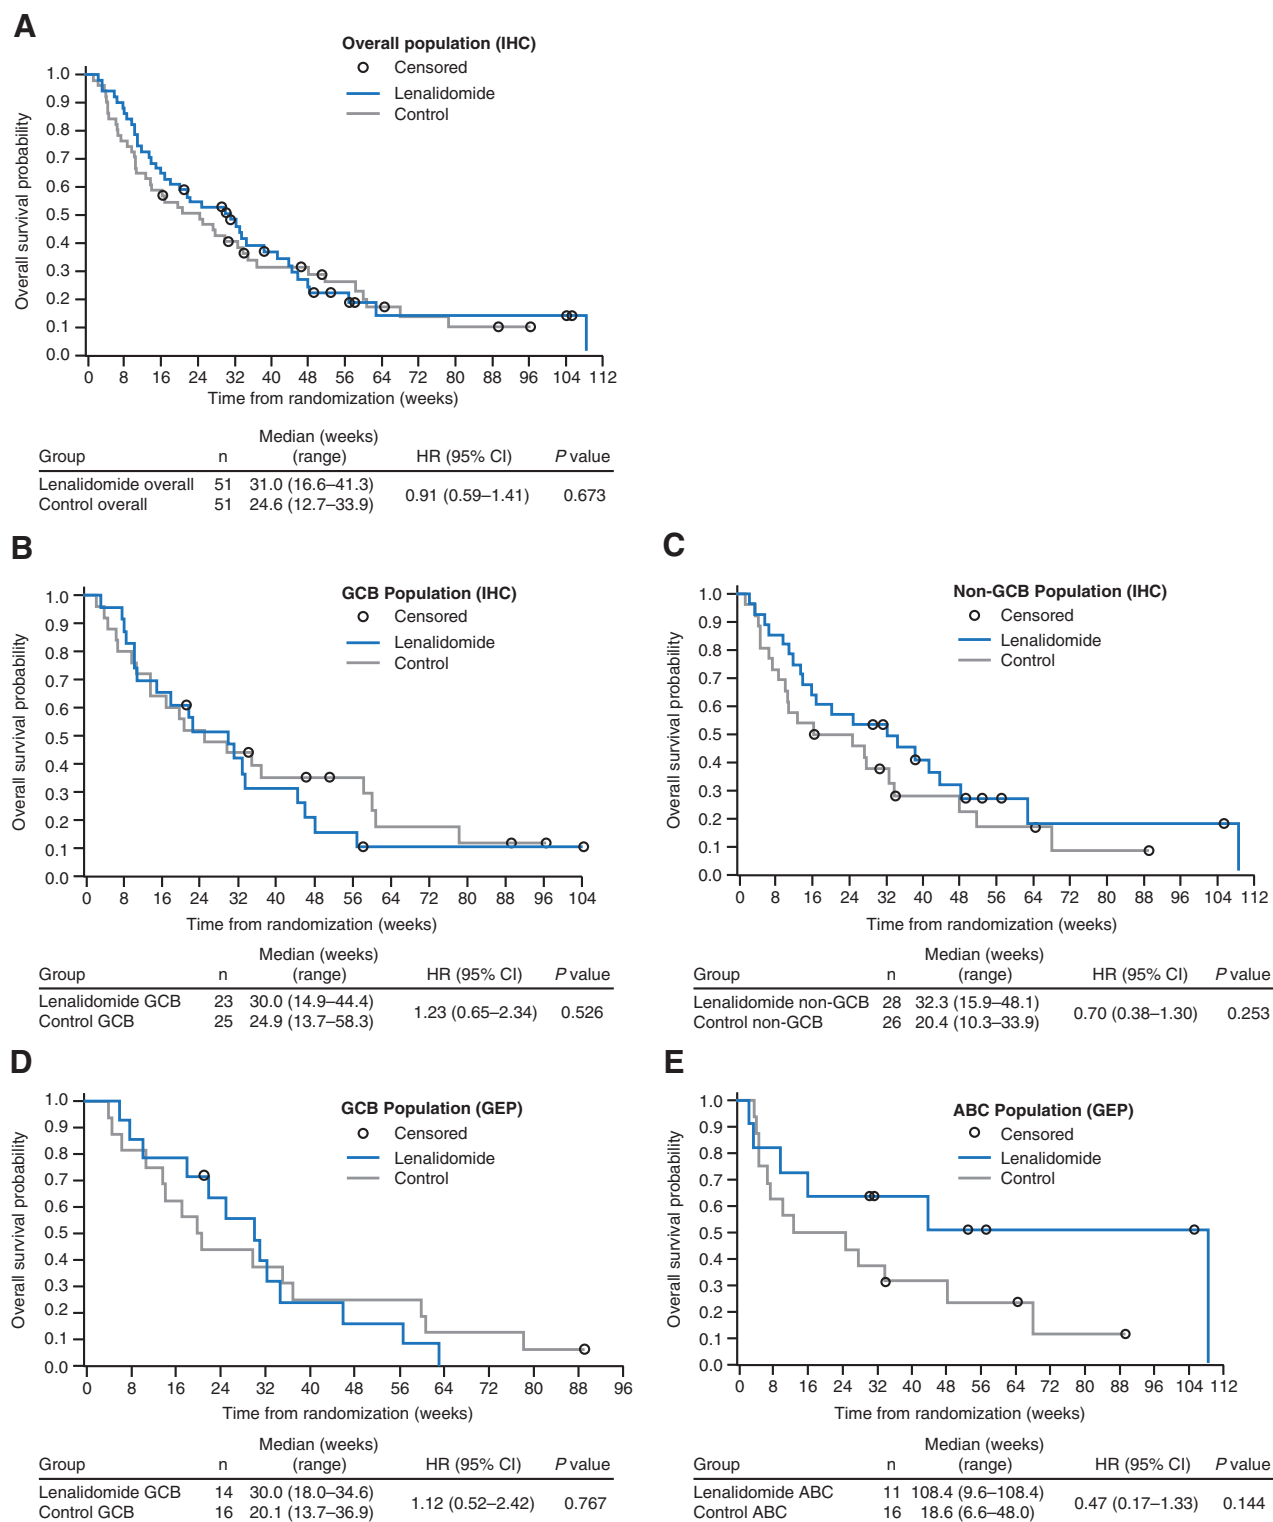 A
Overall population (IHC)
Censored
Lenalidomide
Control
Overall survival probability
1.0
0.9
0.8
0.7
0.6
0.5
0.4
0.3
0.2
0.1
0.0
0 8 16 24 32 40 48 56 64 72 80 88 96 104 112
Time from randomization (weeks)
Median (weeks)
Group n (range) HR (95% CI) P value
Lenalidomide overall 51 31.0 (16.6–41.3)
0.91 (0.59–1.41) 0.673
Control overall 51 24.6 (12.7–33.9)
B
GCB Population (IHC)
Censored
Lenalidomide
Control
Overall survival probability
1.0
0.9
0.8
0.7
0.6
0.5
0.4
0.3
0.2
0.1
0.0
0 8 16 24 32 40 48 56 64 72 80 88 96 104
Time from randomization (weeks)
Median (weeks)
Group n (range) HR (95% CI) P value
Lenalidomide GCB 23 30.0 (14.9–44.4)
1.23 (0.65–2.34) 0.526
Control GCB 25 24.9 (13.7–58.3)
C
Non-GCB Population (IHC)
Censored
Lenalidomide
Control
Overall survival probability
1.0
0.9
0.8
0.7
0.6
0.5
0.4
0.3
0.2
0.1
0.0
0 8 16 24 32 40 48 56 64 72 80 88 96 104 112
Time from randomization (weeks)
Median (weeks)
Group n (range) HR (95% CI) P value
Lenalidomide non-GCB 28 32.3 (15.9–48.1)
0.70 (0.38–1.30) 0.253
Control non-GCB 26 20.4 (10.3–33.9)
D
GCB Population (GEP)
Censored
Lenalidomide
Control
Overall survival probability
1.0
0.9
0.8
0.7
0.6
0.5
0.4
0.3
0.2
0.1
0.0
0 8 16 24 32 40 48 56 64 72 80 88 96
Time from randomization (weeks)
Median (weeks)
Group n (range) HR (95% CI) P value
Lenalidomide GCB 14 30.0 (18.0–34.6)
1.12 (0.52–2.42) 0.767
Control GCB 16 20.1 (13.7–36.9)
E
ABC Population (GEP)
Censored
Lenalidomide
Control
Overall survival probability
1.0
0.9
0.8
0.7
0.6
0.5
0.4
0.3
0.2
0.1
0.0
0 8 16 24 32 40 48 56 64 72 80 88 96 104 112
Time from randomization (weeks)
Median (weeks)
Group n (range) HR (95% CI) P value
Lenalidomide ABC 11 108.4 (9.6–108.4)
0.47 (0.17–1.33) 0.144
Control ABC 16 18.6 (6.6–48.0)